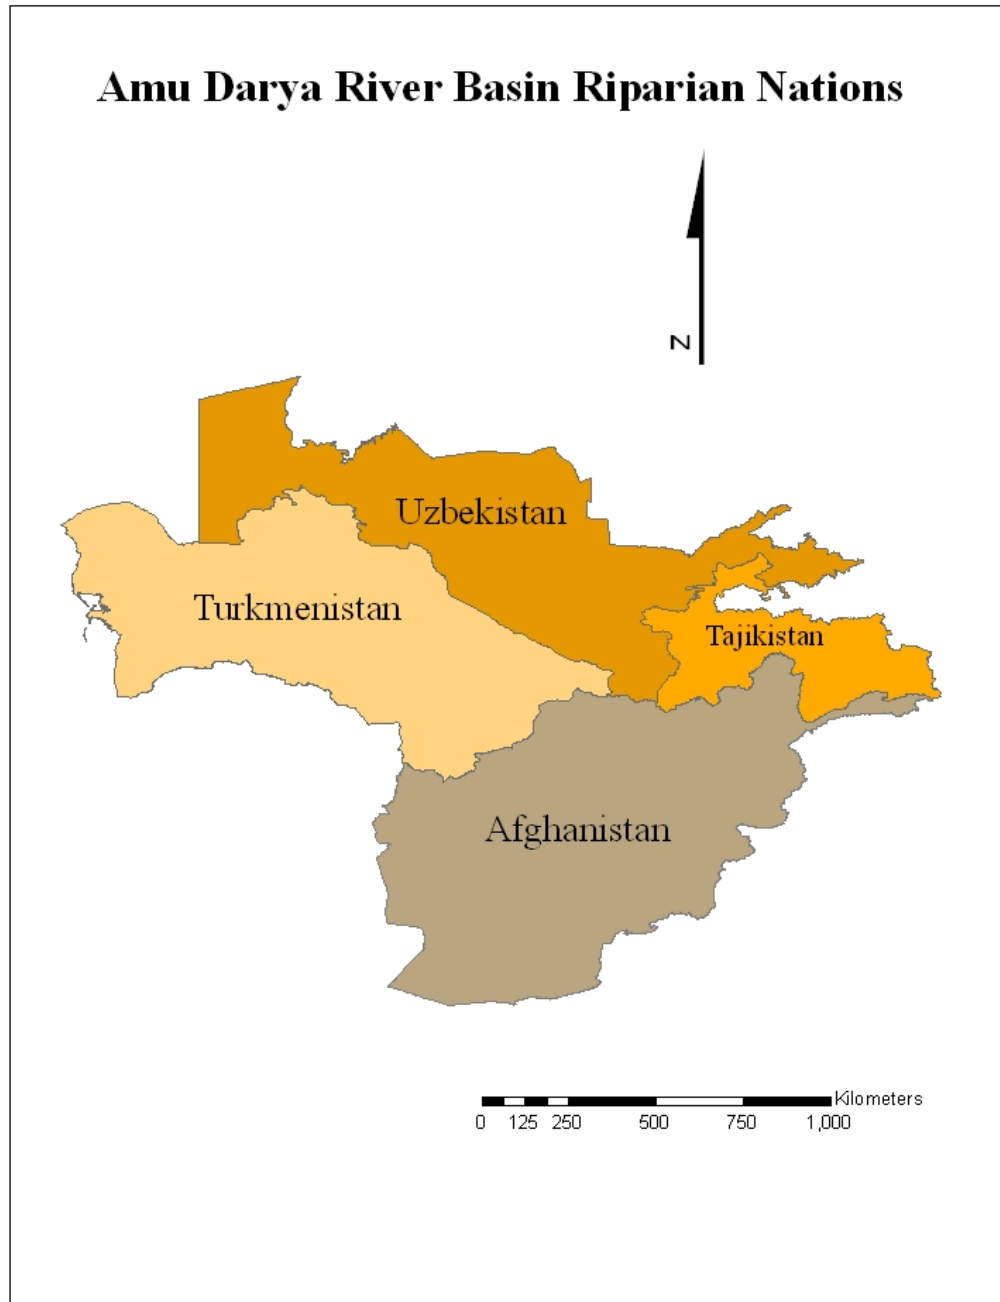 Amu Darya River Basin Riparian Nations
N
Uzbekistan
Turkmenistan
Tajikistan
Afghanistan
Kilometers
0 125 250 500 750 1,000